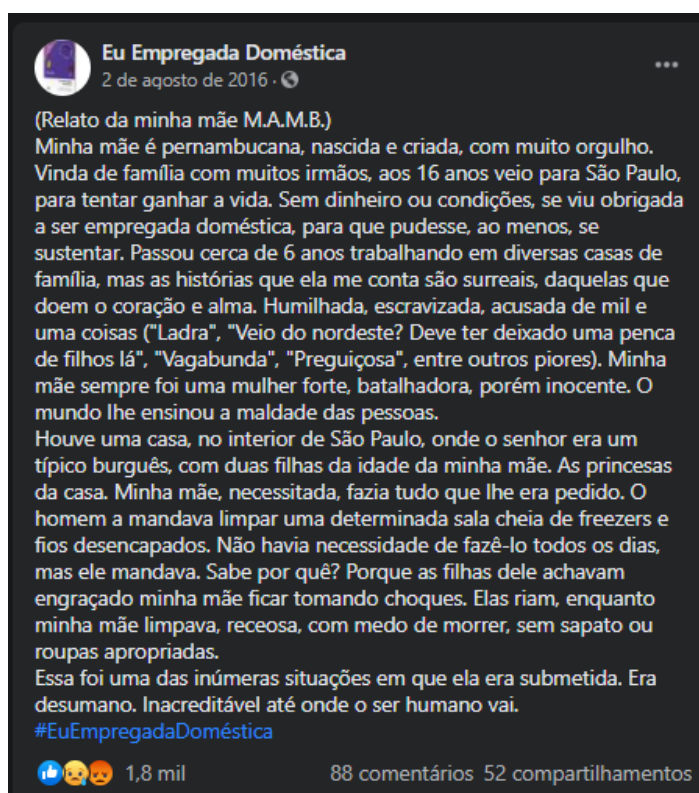 Eu Empregada Doméstica
2 de agosto de 2016 ·
(Relato da minha mãe M.A.M.B.)
Minha mãe é pernambucana, nascida e criada, com muito orgulho.
Vinda de família com muitos irmãos, aos 16 anos veio para São Paulo,
para tentar ganhar a vida. Sem dinheiro ou condições, se viu obrigada
a ser empregada doméstica, para que pudesse, ao menos, se
sustentar. Passou cerca de 6 anos trabalhando em diversas casas de
família, mas as histórias que ela me conta são surreais, daquelas que
doem o coração e alma. Humilhada, escravizada, acusada de mil e
uma coisas ("Ladra", "Veio do nordeste? Deve ter deixado uma penca
de filhos lá", "Vagabunda", "Preguiçosa", entre outros piores). Minha
mãe sempre foi uma mulher forte, batalhadora, porém inocente. O
mundo lhe ensinou a maldade das pessoas.
Houve uma casa, no interior de São Paulo, onde o senhor era um
típico burguês, com duas filhas da idade da minha mãe. As princesas
da casa. Minha mãe, necessitada, fazia tudo que lhe era pedido. O
homem a mandava limpar uma determinada sala cheia de freezers e
fios desencapados. Não havia necessidade de fazê-lo todos os dias,
mas ele mandava. Sabe por quê? Porque as filhas dele achavam
engraçado minha mãe ficar tomando choques. Elas riam, enquanto
minha mãe limpava, receosa, com medo de morrer, sem sapato ou
roupas apropriadas.
Essa foi uma das inúmeras situações em que ela era submetida. Era
desumano. Inacreditável até onde o ser humano vai.
#EuEmpregadaDoméstica
1,8 mil 88 comentários 52 compartilhamentos